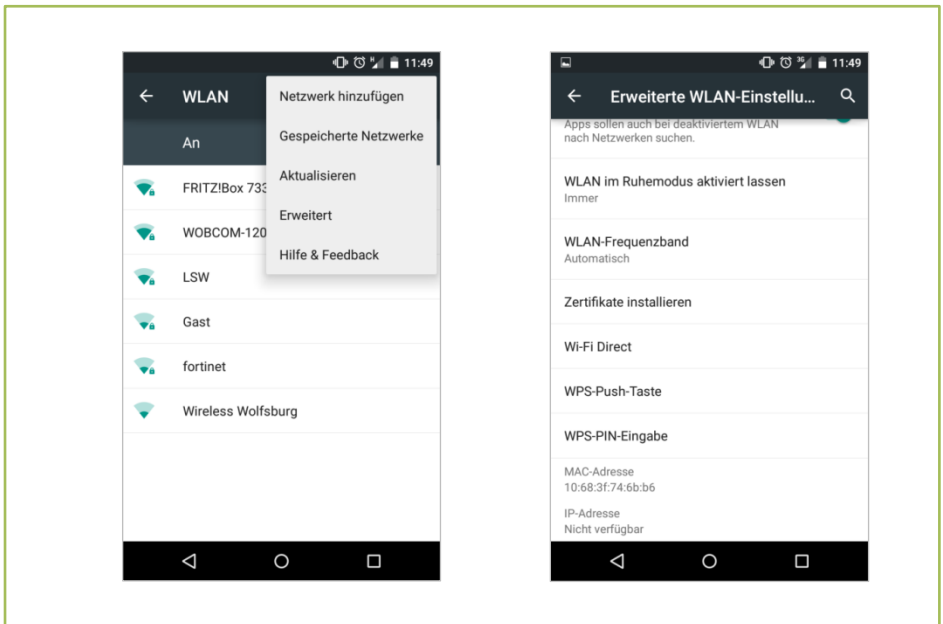 H
11:49
WLAN
Netzwerk hinzufügen
Gespeicherte Netzwerke
Aktualisieren
Erweitert
Hilfe & Feedback
An
FRITZ!Box 733
WOBCOM-120
LSW
Gast
fortinet
Wireless Wolfsburg
3G
11:49
Erweiterte WLAN-Einstellu...
Apps sollen auch bei deaktiviertem WLAN
nach Netzwerken suchen.
WLAN im Ruhemodus aktiviert lassen
Immer
WLAN-Frequenzband
Automatisch
Zertifikate installieren
Wi-Fi Direct
WPS-Push-Taste
WPS-PIN-Eingabe
MAC-Adresse
10:68:3f:74:6b:b6
IP-Adresse
Nicht verfügbar